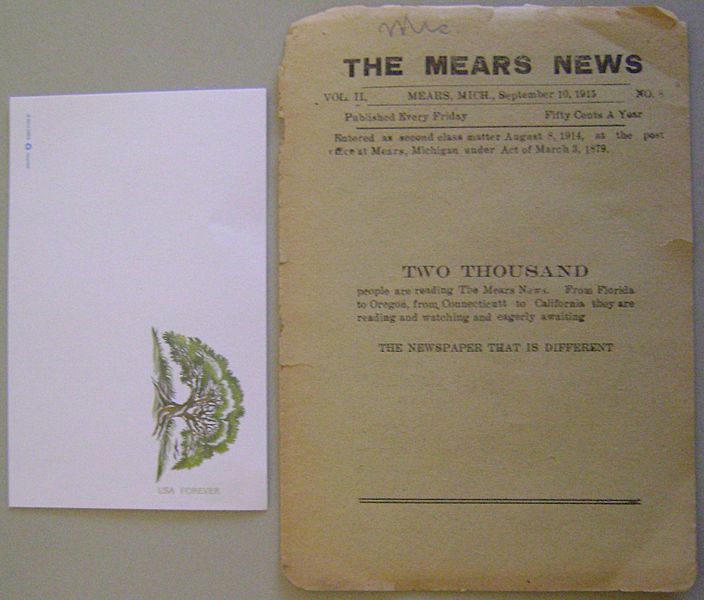 THE MEARS NEWS
VOL. II, MEARS, MICH., September 10, 1915 NO. 8
Published Every Friday Fifty Cents A Year
Entered as second class matter August 8, 1914, at the post
office at Mears, Michigan under Act of March 3, 1879.
TWO THOUSAND
people are reading The Mears News. From Florida
to Oregon, from Connecticutt to California they are
reading and watching and eagerly awaiting
THE NEWSPAPER THAT IS DIFFERENT
USA FOREVER